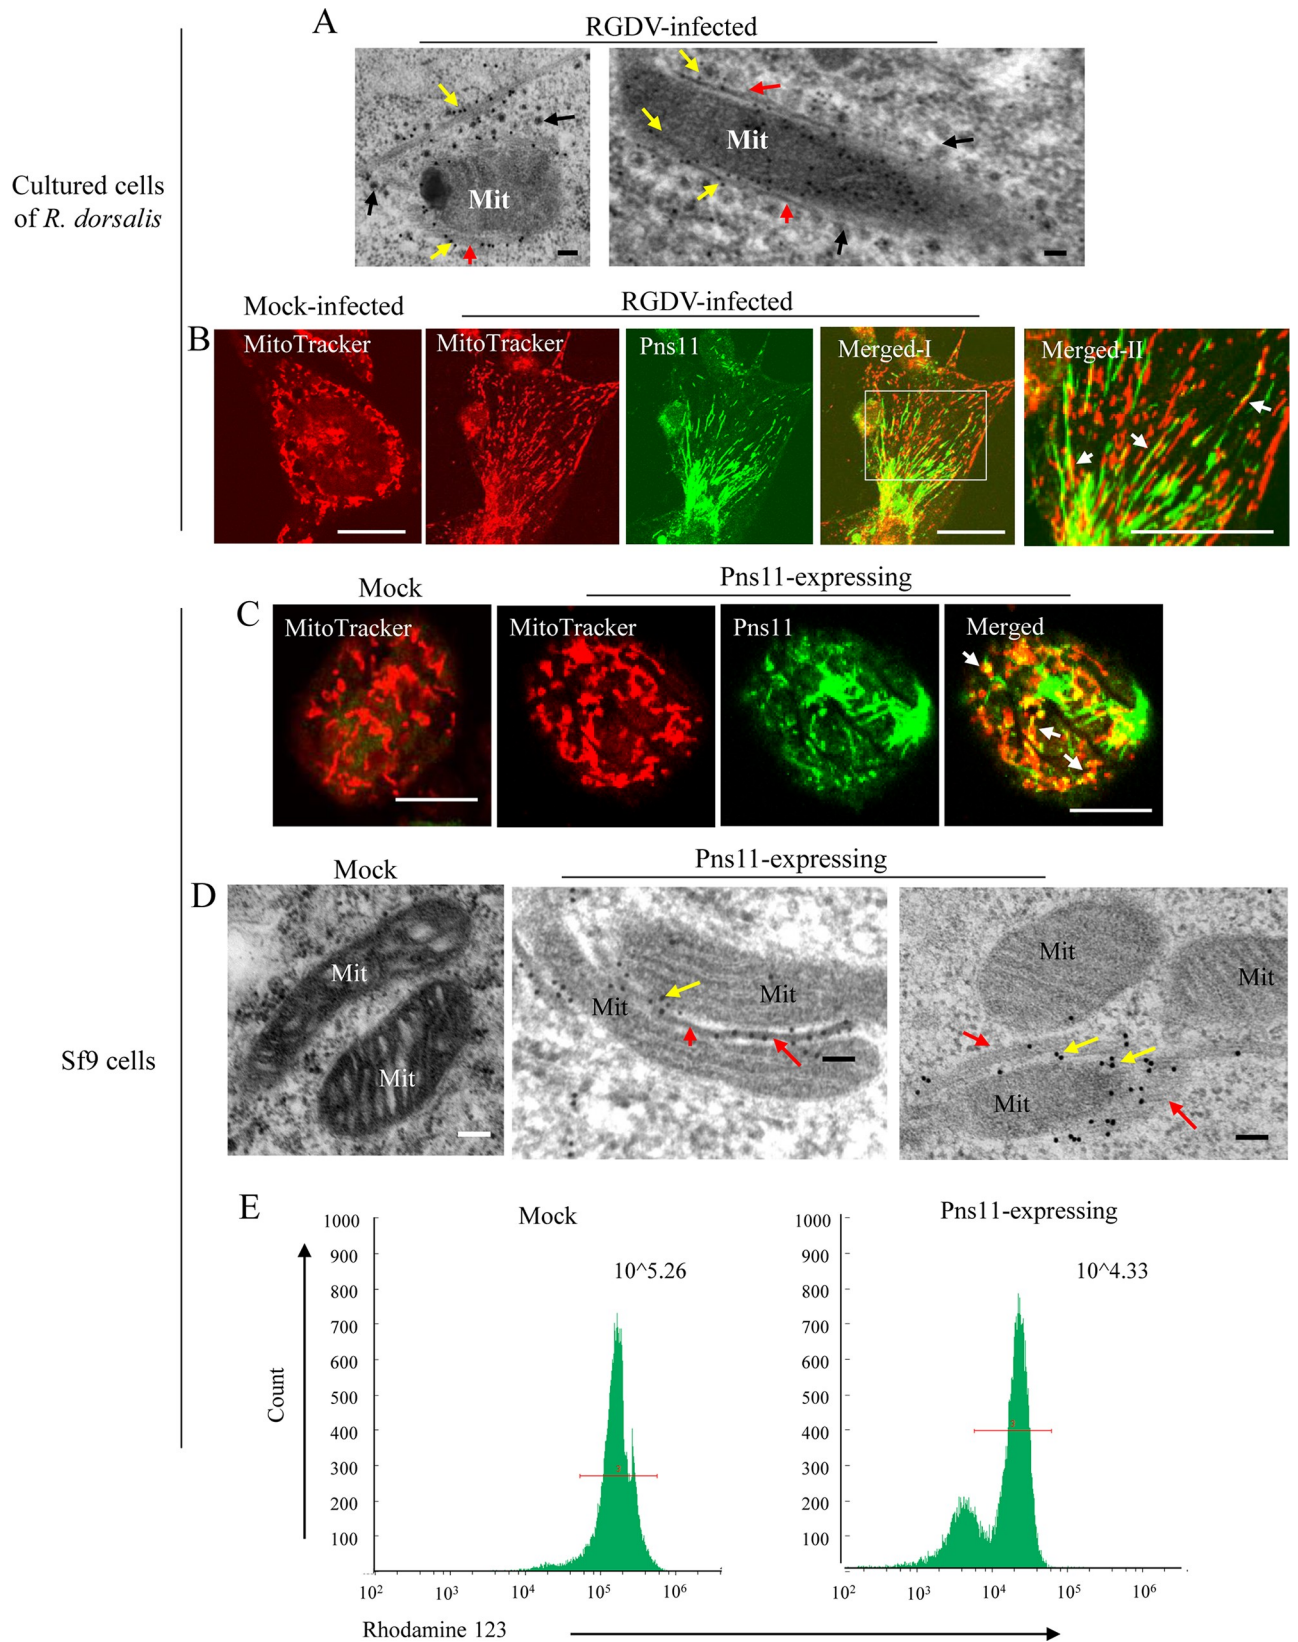 A
RGDV-infected
Mit
Mit
Cultured cells
of R. dorsalis
Mock-infected
RGDV-infected
B
MitoTracker
MitoTracker
Pns11
Merged-I
Merged-II
Mock
Pns11-expressing
C
MitoTracker
MitoTracker
Pns11
Merged
Mock
Pns11-expressing
D
Mit
Mit
Mit
Mit
Mit
Mit
Mit
Sf9 cells
E
Mock
10^5.26
Count
1000
900
800
700
600
500
400
300
200
100
10² 10³ 10⁴ 10⁵ 10⁶
Pns11-expressing
10^4.33
1000
900
800
700
600
500
400
300
200
100
10² 10³ 10⁴ 10⁵ 10⁶
Rhodamine 123